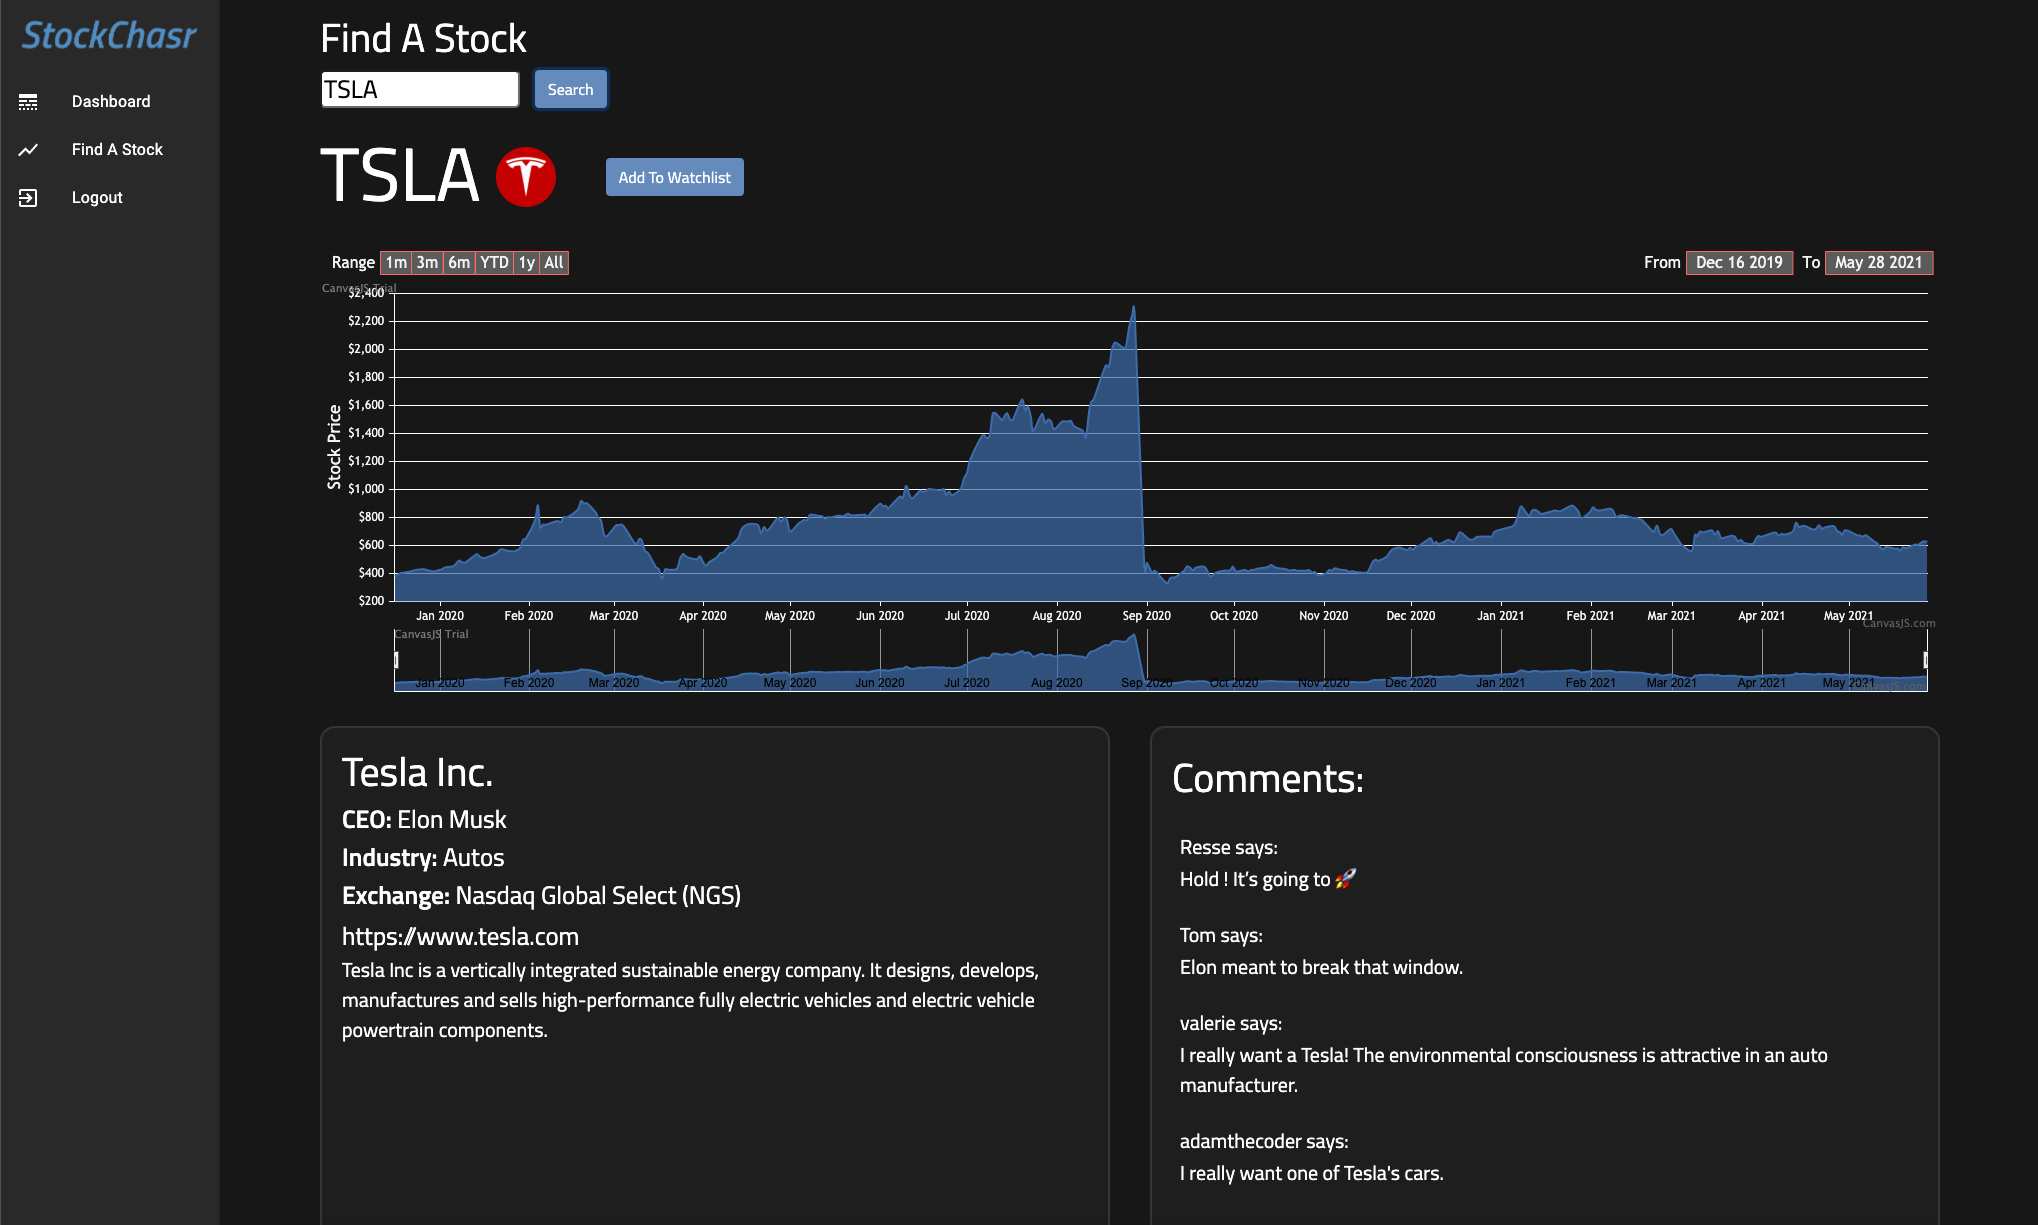 StockChasr
Dashboard
Find A Stock
Logout
Find A Stock
TSLA
Search
TSLA
Add To Watchlist
Range 1m 3m 6m YTD 1y All
From Dec 16 2019 To May 28 2021
CanvasJS Trial
Stock Price
$2,400
$2,200
$2,000
$1,800
$1,600
$1,400
$1,200
$1,000
$800
$600
$400
$200
Jan 2020 Feb 2020 Mar 2020 Apr 2020 May 2020 Jun 2020 Jul 2020 Aug 2020 Sep 2020 Oct 2020 Nov 2020 Dec 2020 Jan 2021 Feb 2021 Mar 2021 Apr 2021 May 2021
CanvasJS.com
CanvasJS Trial
Jan 2020 Feb 2020 Mar 2020 Apr 2020 May 2020 Jun 2020 Jul 2020 Aug 2020 Sep 2020 Oct 2020 Nov 2020 Dec 2020 Jan 2021 Feb 2021 Mar 2021 Apr 2021 May 2021
CanvasJS.com
Tesla Inc.
CEO: Elon Musk
Industry: Autos
Exchange: Nasdaq Global Select (NGS)
https://www.tesla.com
Tesla Inc is a vertically integrated sustainable energy company. It designs, develops,
manufactures and sells high-performance fully electric vehicles and electric vehicle
powertrain components.
Comments:
Resse says:
Hold ! It’s going to 🚀
Tom says:
Elon meant to break that window.
valerie says:
I really want a Tesla! The environmental consciousness is attractive in an auto
manufacturer.
adamthecoder says:
I really want one of Tesla's cars.